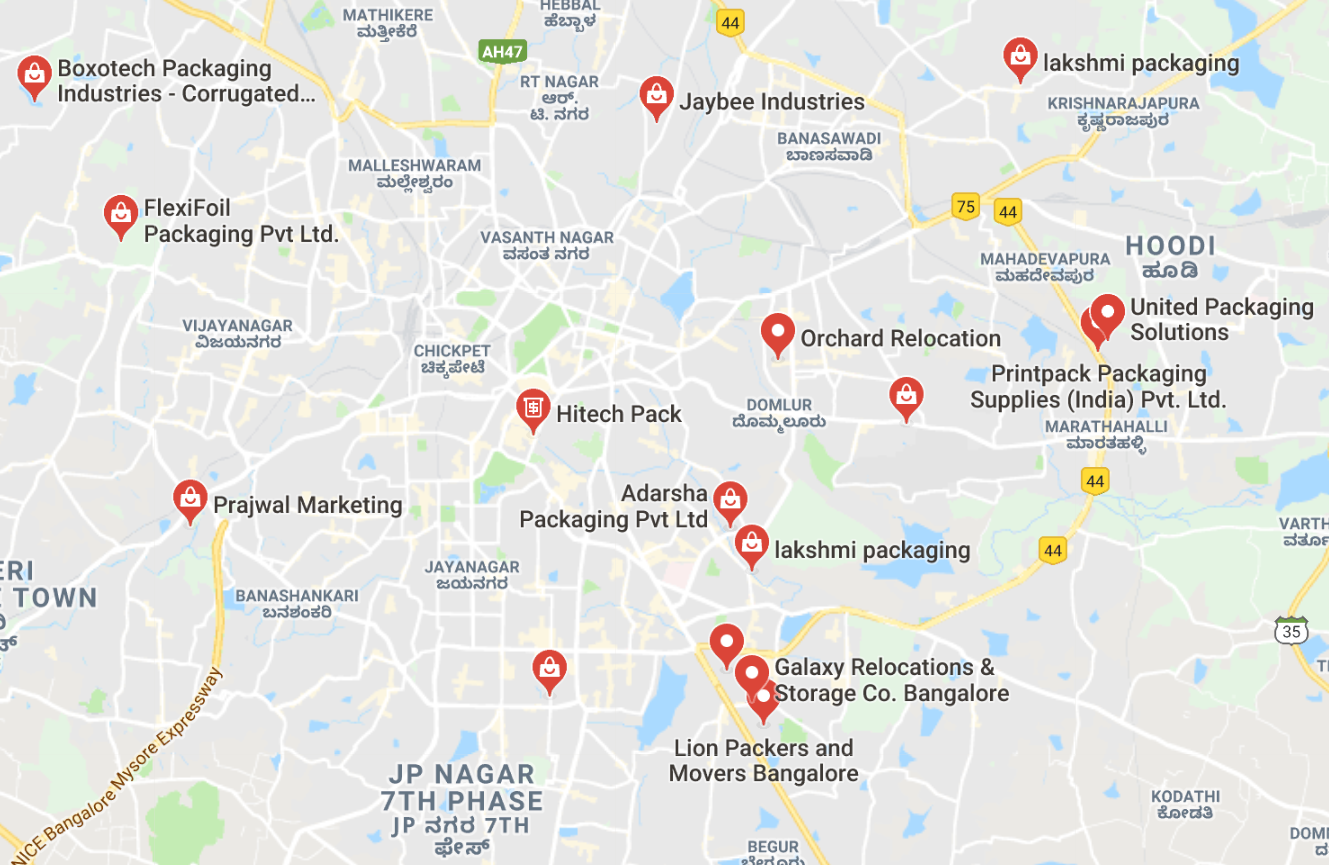 HEBBAL
ಹೆಬ್ಬಾಳ
MATHIKERE
ಮತ್ತೀಕೆರೆ
44
AH47
Boxotech Packaging
Industries - Corrugated...
lakshmi packaging
RT NAGAR
ಆರ್.
ಟಿ. ನಗರ
Jaybee Industries
KRISHNARAJAPURA
ಕೃಷ್ಣರಾಜಪುರ
BANASAWADI
ಬಾಣಸವಾಡಿ
MALLESHWARAM
ಮಲ್ಲೇಶ್ವರಂ
FlexiFoil
Packaging Pvt Ltd.
75
44
VASANTH NAGAR
ವಸಂತ ನಗರ
HOODI
ಹೂಡಿ
MAHADEVAPURA
ಮಹದೇವಪುರ
United Packaging
Solutions
VIJAYANAGAR
ವಿಜಯನಗರ
Orchard Relocation
CHICKPET
ಚಿಕ್ಕಪೇಟೆ
Printpack Packaging
Supplies (India) Pvt. Ltd.
Hitech Pack
DOMLUR
ದೊಮ್ಮಲೂರು
MARATHAHALLI
ಮಾರತಹಳ್ಳಿ
44
Prajwal Marketing
Adarsha
Packaging Pvt Ltd
VARTH
ವರ್ತೂ
lakshmi packaging
44
ERI
TOWN
JAYANAGAR
ಜಯನಗರ
BANASHANKARI
ಬನಶಂಕರಿ
35
Galaxy Relocations &
Storage Co. Bangalore
NICE Bangalore Mysore Expressway
Lion Packers and
Movers Bangalore
JP NAGAR
7TH PHASE
JP ನಗರ 7TH
ಫೇಸ್
KODATHI
ಕೋಡತಿ
DOM
BEGUR
ಬೇಗೂರು